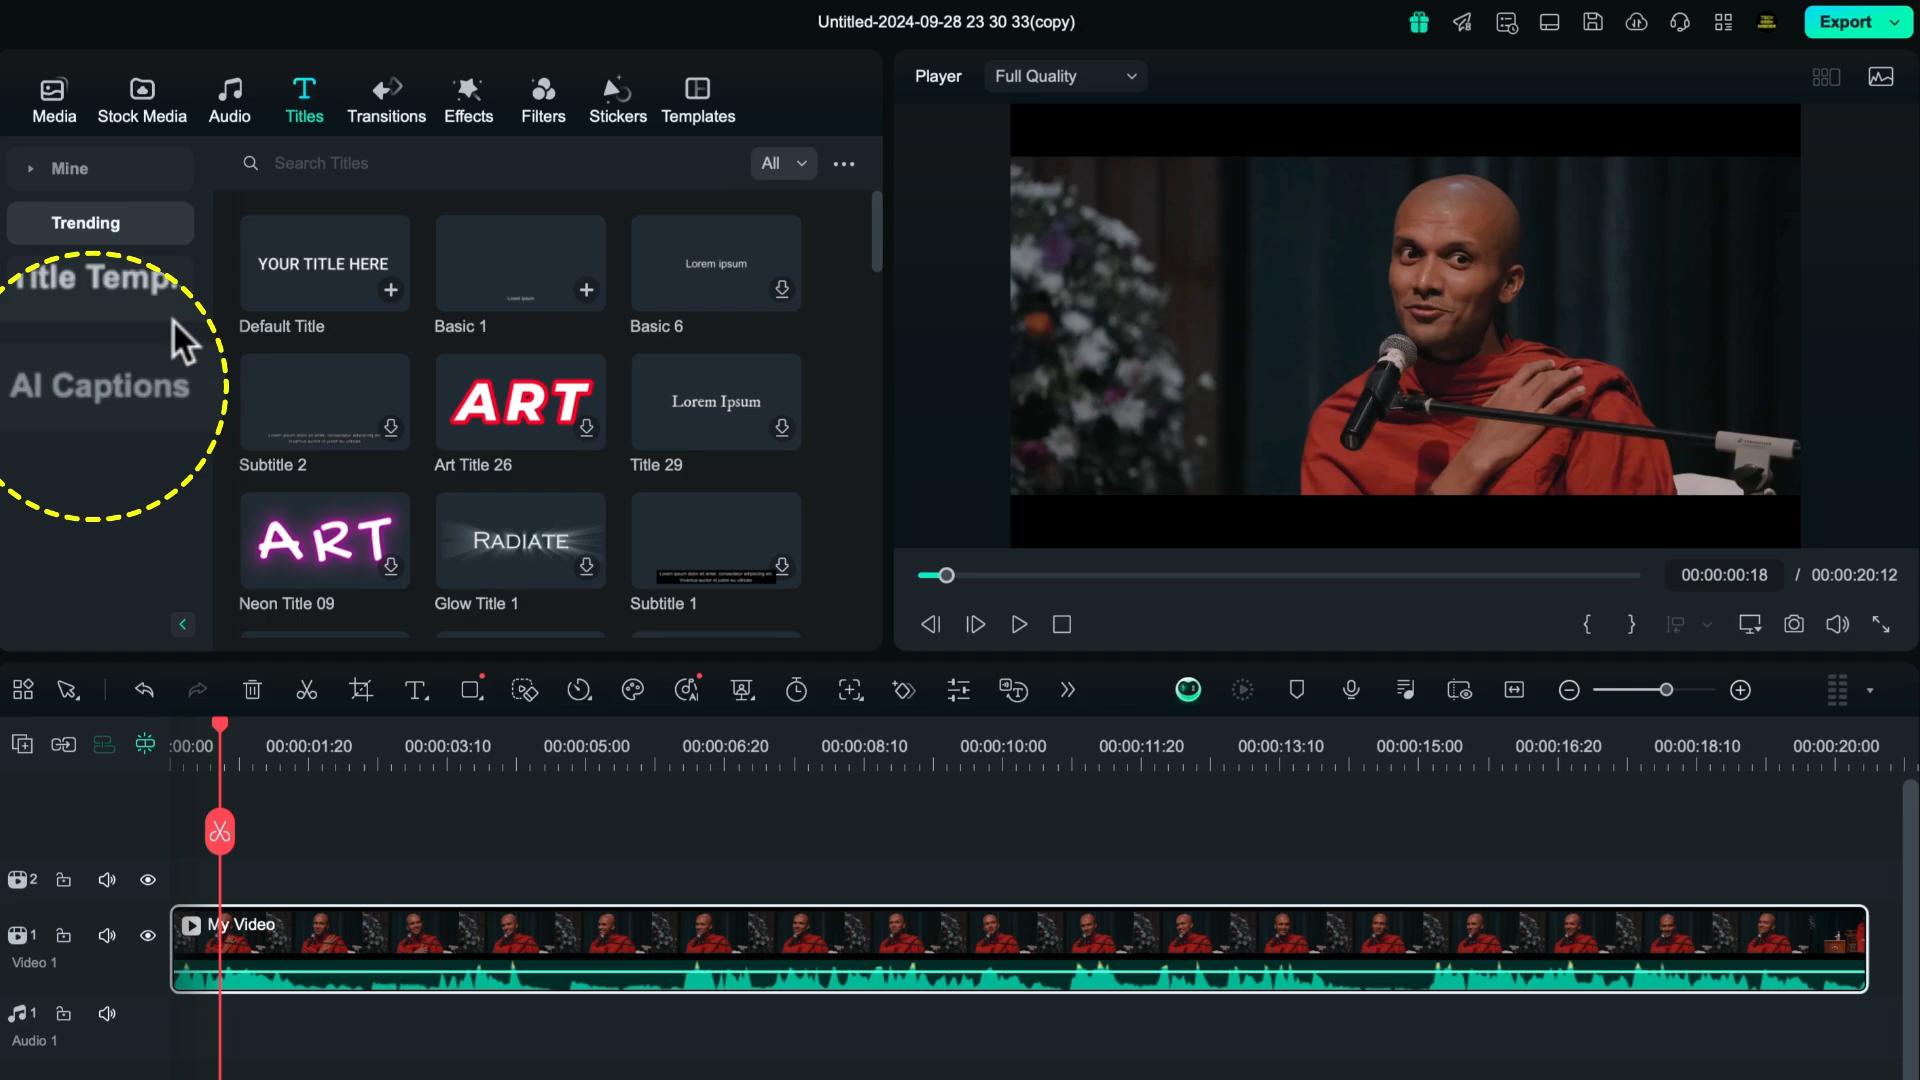 Untitled-2024-09-28 23 30 33(copy)
Export
Media
Stock Media
Audio
Titles
Transitions
Effects
Filters
Stickers
Templates
Player
Full Quality
Mine
Search Titles
All
Trending
Title Temp
AI Captions
YOUR TITLE HERE
Lorem ipsum
Lorem ipsum
Default Title
Basic 1
Basic 6
ART
Lorem Ipsum
Subtitle 2
Art Title 26
Title 29
ART
RADIATE
Neon Title 09
Glow Title 1
Subtitle 1
00:00:00:18 / 00:00:20:12
:00:00
00:00:01:20
00:00:03:10
00:00:05:00
00:00:06:20
00:00:08:10
00:00:10:00
00:00:11:20
00:00:13:10
00:00:15:00
00:00:16:20
00:00:18:10
00:00:20:00
2
My Video
1
Video 1
1
Audio 1